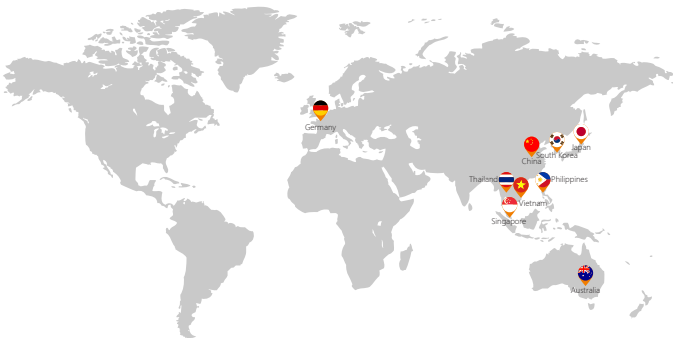 Germany
Japan
South Korea
China
Thailand
Philippines
Vietnam
Singapore
Australia